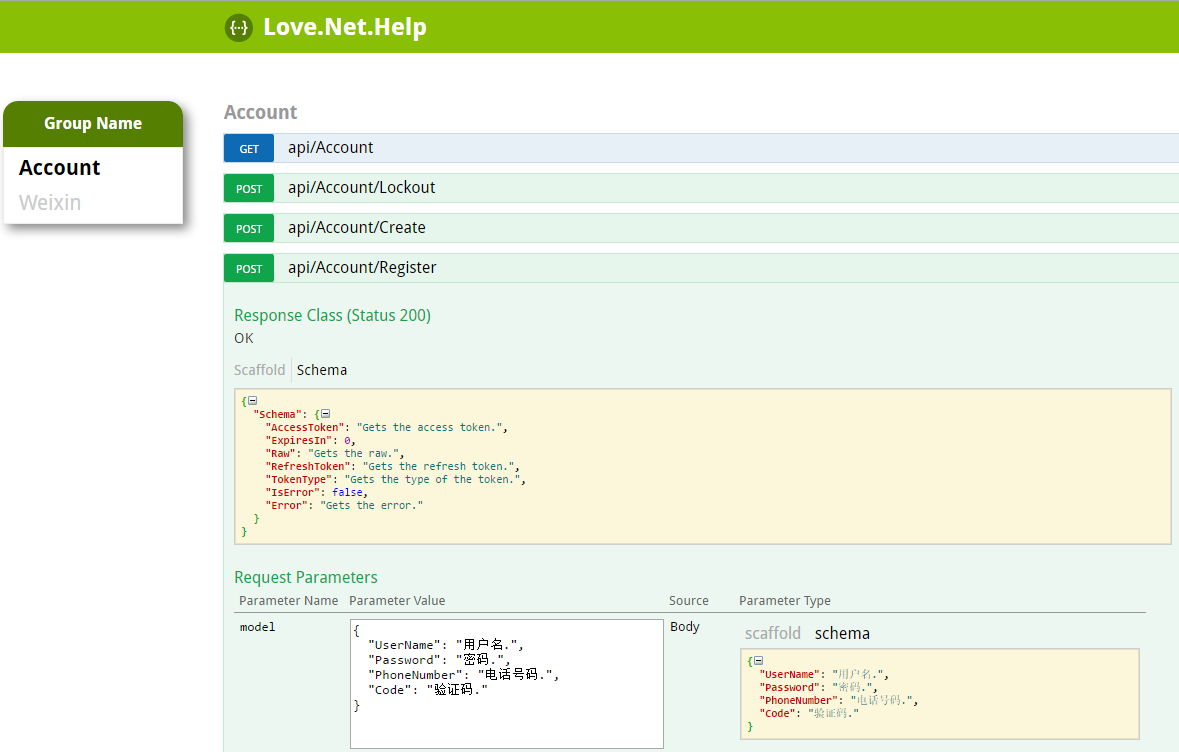 {···} Love.Net.Help
Group Name
Account
Weixin
Account
GET api/Account
POST api/Account/Lockout
POST api/Account/Create
POST api/Account/Register
Response Class (Status 200)
OK
Scaffold Schema
{
"Schema": {
"AccessToken": "Gets the access token.",
"ExpiresIn": 0,
"Raw": "Gets the raw.",
"RefreshToken": "Gets the refresh token.",
"TokenType": "Gets the type of the token.",
"IsError": false,
"Error": "Gets the error."
}
}
Request Parameters
Parameter Name Parameter Value Source Parameter Type
model
{
"UserName": "用户名.",
"Password": "密码.",
"PhoneNumber": "电话号码.",
"Code": "验证码."
}
Body
scaffold schema
{
"UserName": "用户名.",
"Password": "密码.",
"PhoneNumber": "电话号码.",
"Code": "验证码."
}